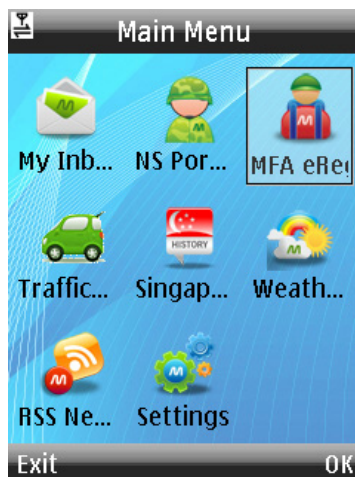 Main Menu
My Inb... NS Por... MFA eReg
Traffic... HISTORY Singap... Weath...
RSS Ne... Settings
Exit OK